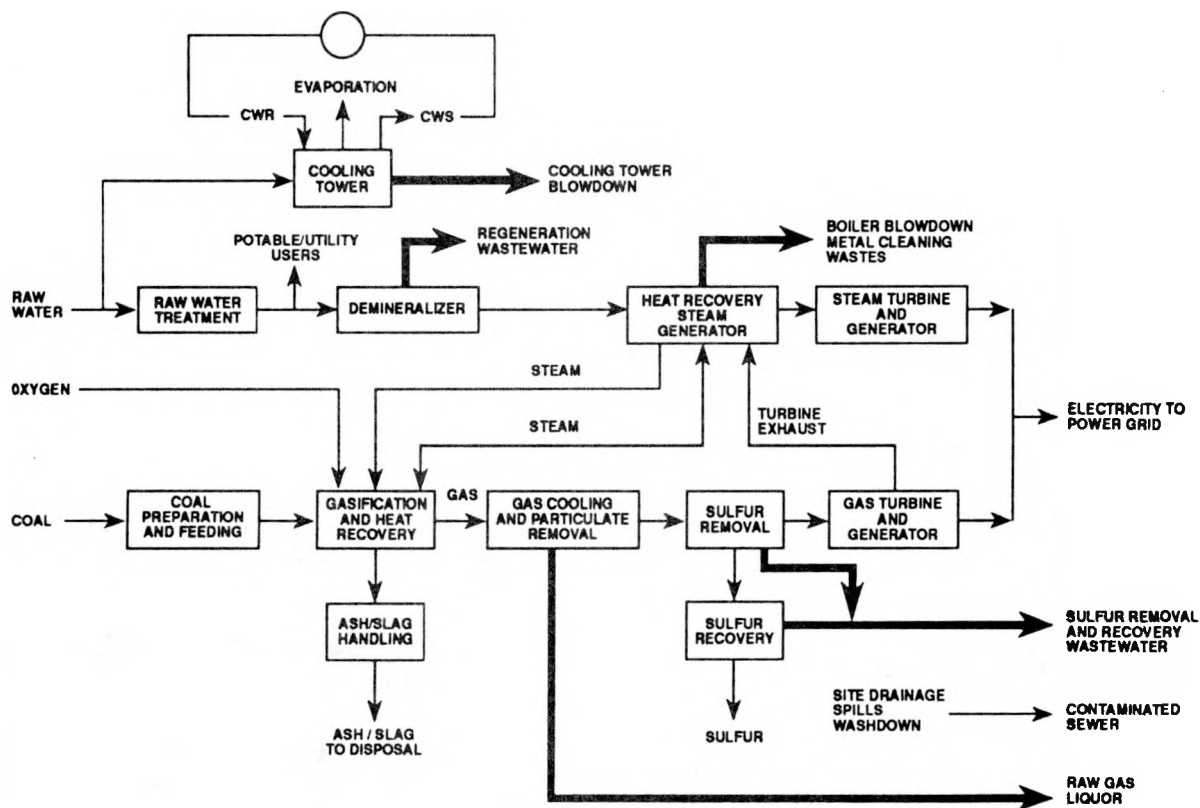 EVAPORATION
CWR
CWS
COOLING
TOWER
COOLING TOWER
BLOWDOWN
POTABLE/UTILITY
USERS
REGENERATION
WASTEWATER
BOILER BLOWDOWN
METAL CLEANING
WASTES
RAW
WATER
RAW WATER
TREATMENT
DEMINERALIZER
HEAT RECOVERY
STEAM
GENERATOR
STEAM TURBINE
AND
GENERATOR
STEAM
OXYGEN
STEAM
TURBINE
EXHAUST
ELECTRICITY TO
POWER GRID
COAL
COAL
PREPARATION
AND FEEDING
GASIFICATION
AND HEAT
RECOVERY
GAS
GAS COOLING
AND PARTICULATE
REMOVAL
SULFUR
REMOVAL
GAS TURBINE
AND
GENERATOR
ASH/SLAG
HANDLING
SULFUR
RECOVERY
SULFUR REMOVAL
AND RECOVERY
WASTEWATER
ASH / SLAG
TO DISPOSAL
SULFUR
SITE DRAINAGE
SPILLS
WASHDOWN
CONTAMINATED
SEWER
RAW GAS
LIQUOR